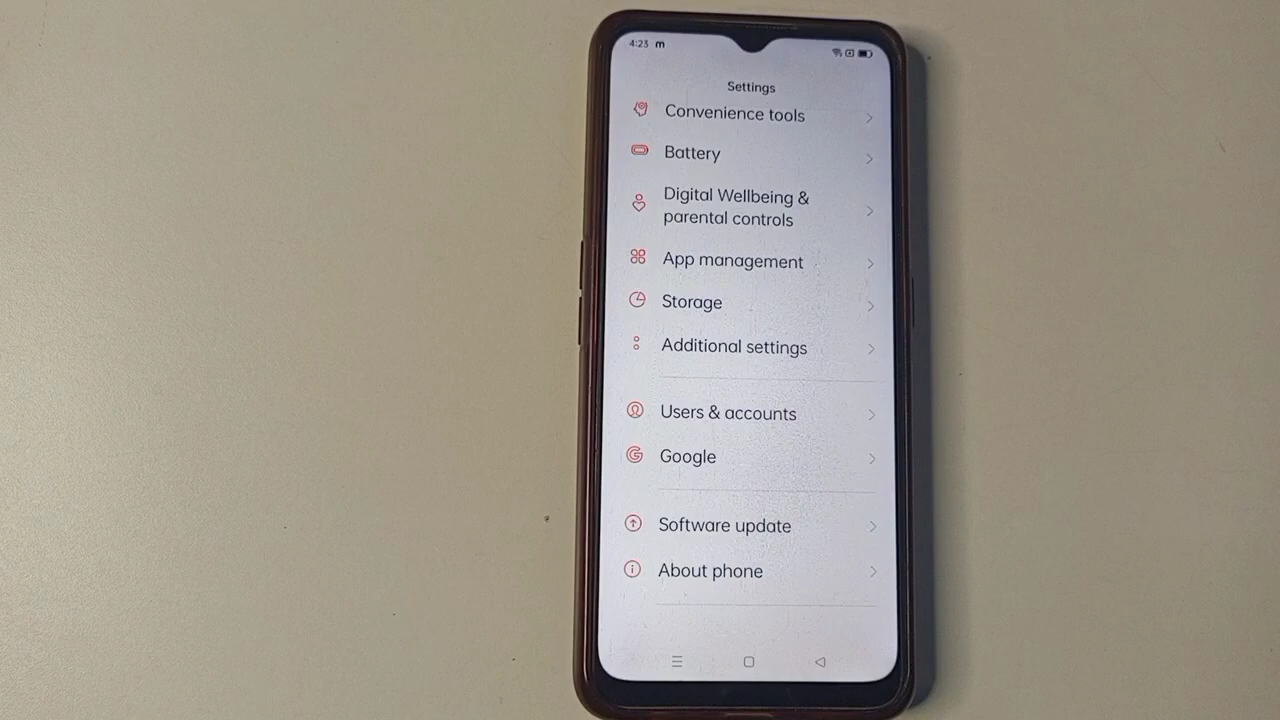 4:23 m
Settings
Convenience tools
Battery
Digital Wellbeing &
parental controls
App management
Storage
Additional settings
Users & accounts
Google
Software update
About phone